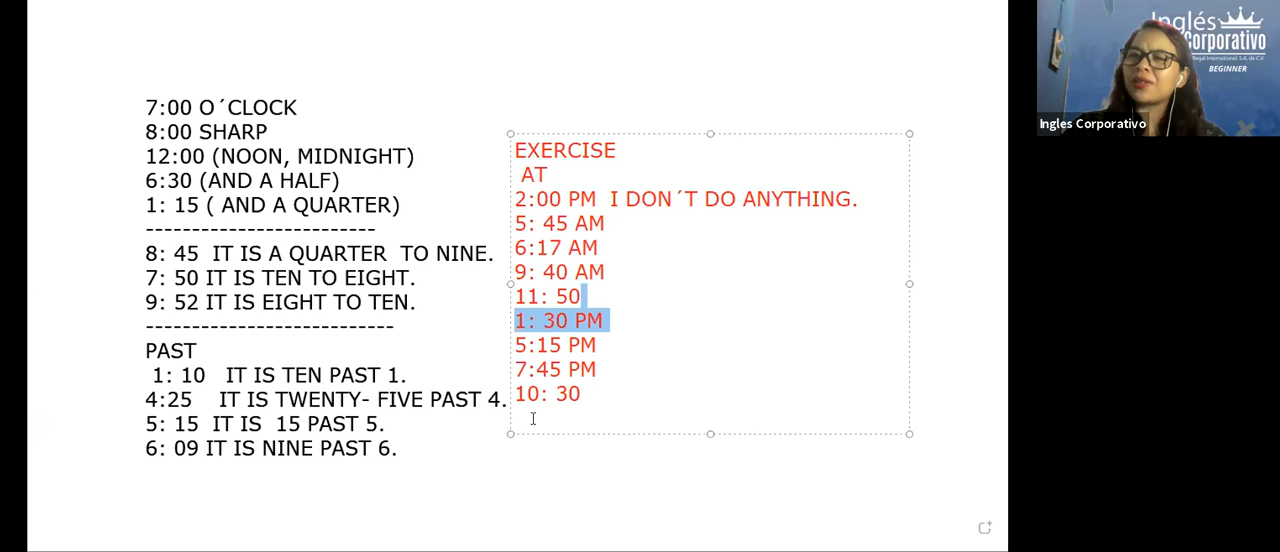 7:00 O´CLOCK
8:00 SHARP
12:00 (NOON, MIDNIGHT)
6:30 (AND A HALF)
1: 15 ( AND A QUARTER)
-------------------------
8: 45  IT IS A QUARTER  TO NINE.
7: 50 IT IS TEN TO EIGHT.
9: 52 IT IS EIGHT TO TEN.
---------------------------
PAST
1: 10   IT IS TEN PAST 1.
4:25    IT IS TWENTY- FIVE PAST 4.
5: 15  IT IS  15 PAST 5.
6: 09 IT IS NINE PAST 6.
EXERCISE
AT
2:00 PM  I DON´T DO ANYTHING.
5: 45 AM
6:17 AM
9: 40 AM
11: 50
1: 30 PM
5:15 PM
7:45 PM
10: 30
Inglés
Corporativo
Regal International, S.A. de C.V.
BEGINNER
Ingles Corporativo